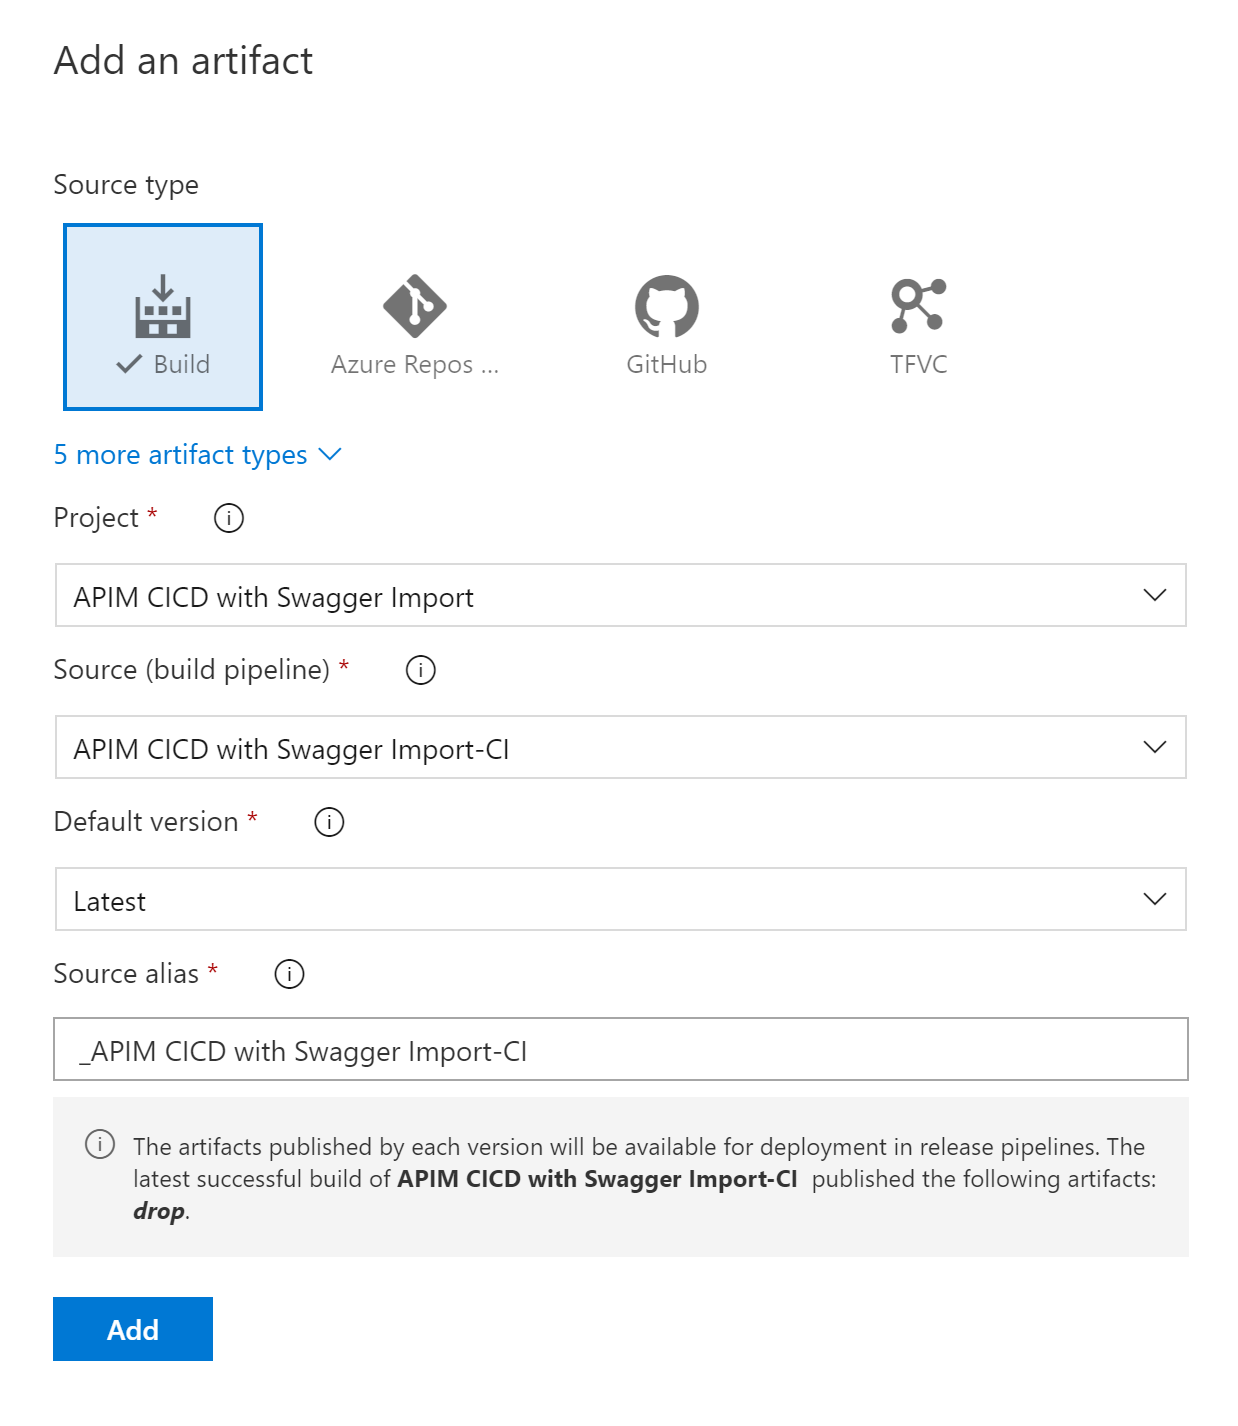 Add an artifact
Source type
Build
Azure Repos ...
GitHub
TFVC
5 more artifact types
Project *
APIM CICD with Swagger Import
Source (build pipeline) *
APIM CICD with Swagger Import-CI
Default version *
Latest
Source alias *
_APIM CICD with Swagger Import-CI
The artifacts published by each version will be available for deployment in release pipelines. The
latest successful build of APIM CICD with Swagger Import-CI published the following artifacts:
drop.
Add